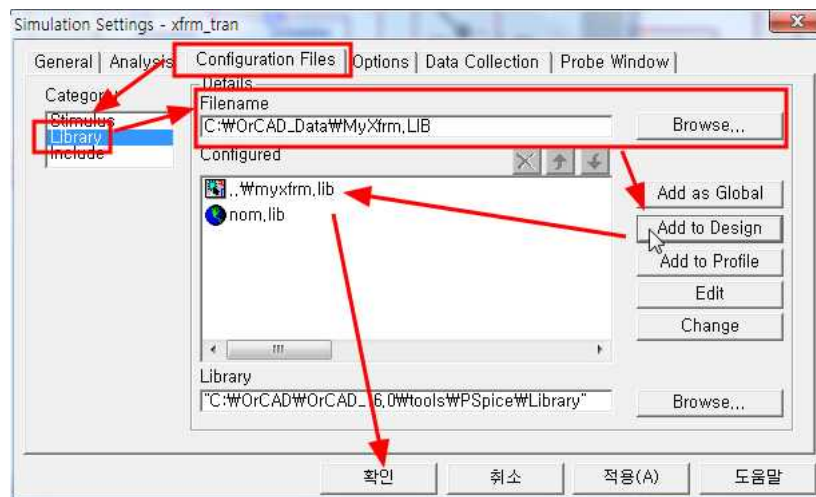 Simulation Settings - xfrm_tran
General
Analysis
Configuration Files
Options
Data Collection
Probe Window
Category
Stimulus
Library
Include
Details
Filename
C:₩OrCAD_Data₩MyXfrm.LIB
Browse...
Configured
..₩myxfrm.lib
nom.lib
Add as Global
Add to Design
Add to Profile
Edit
Change
Library
"C:₩OrCAD₩OrCAD_16.0₩tools₩PSpice₩Library"
Browse...
확인
취소
적용(A)
도움말